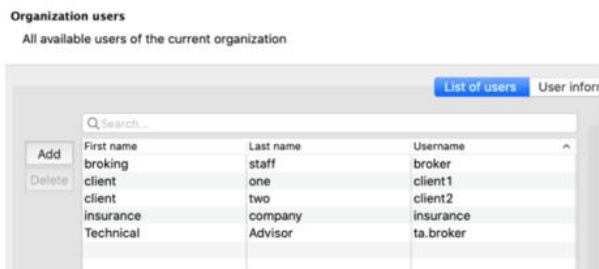 Organization users
All available users of the current organization
List of users User inforr
Search...
Add
Delete
First name Last name Username
broking staff broker
client one client1
client two client2
insurance company insurance
Technical Advisor ta.broker